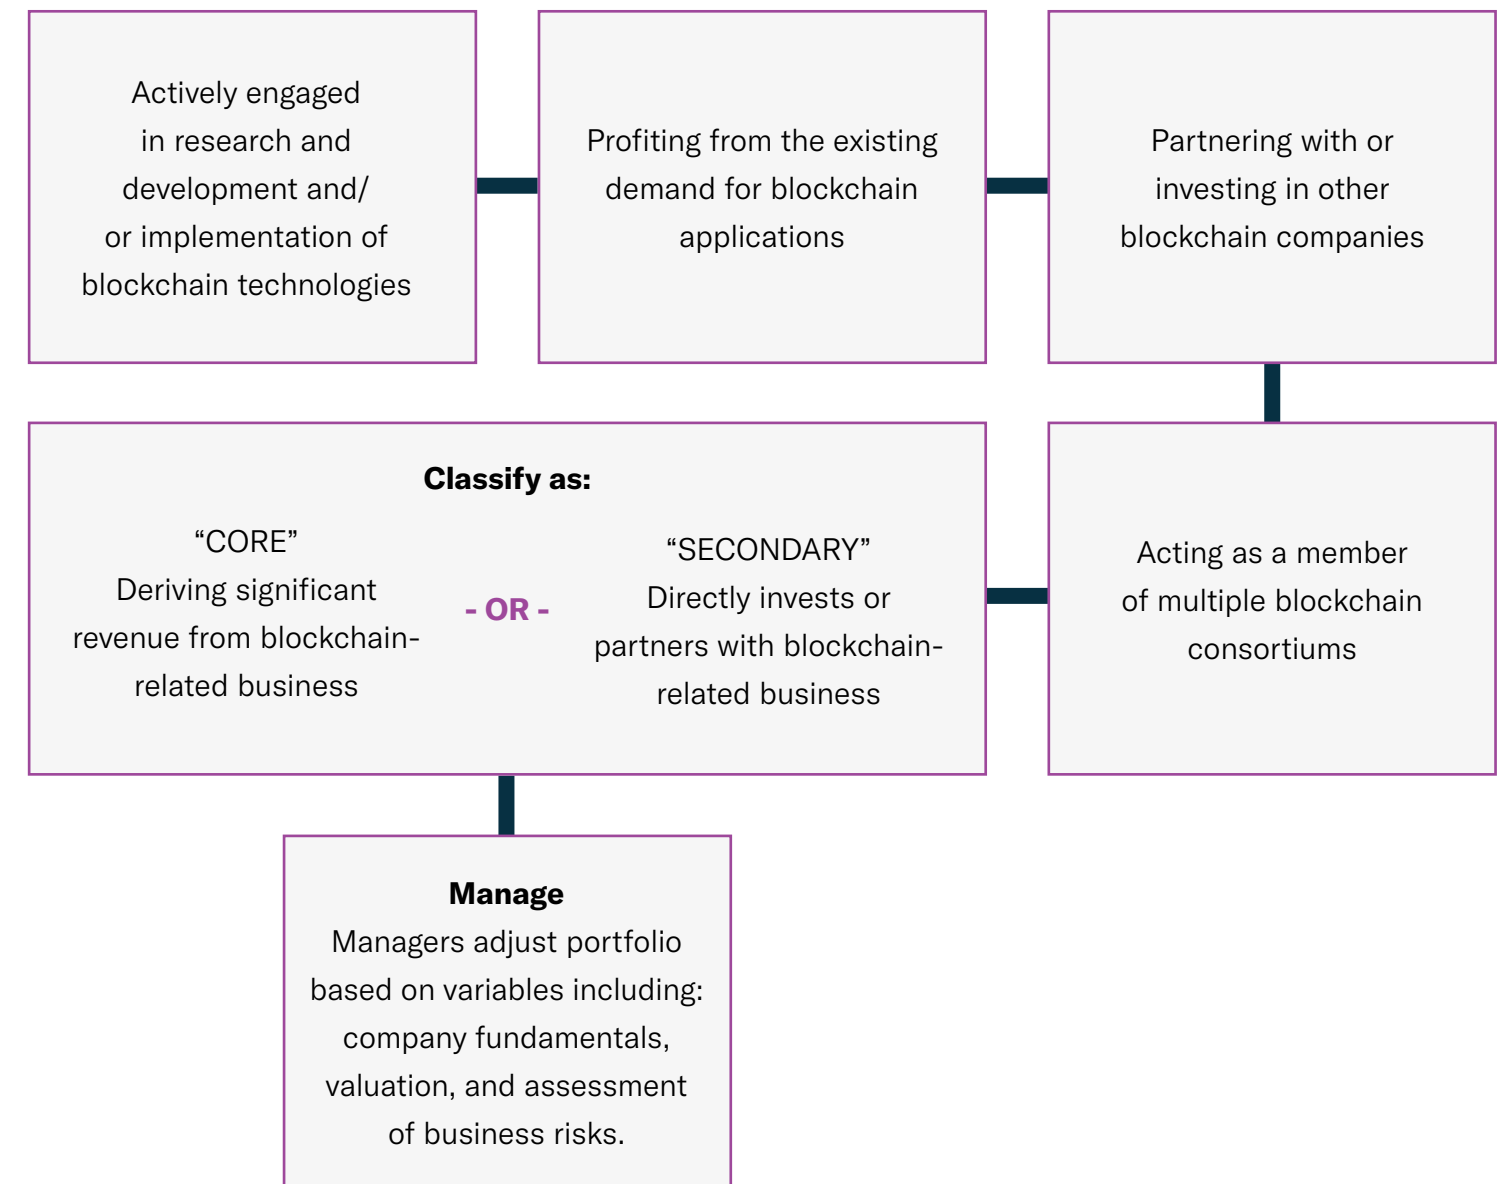 Actively engaged
in research and
development and/
or implementation of
blockchain technologies
Profiting from the existing
demand for blockchain
applications
Partnering with or
investing in other
blockchain companies
Classify as:
“CORE”
Deriving significant
revenue from blockchain-
related business
- OR -
“SECONDARY”
Directly invests or
partners with blockchain-
related business
Acting as a member
of multiple blockchain
consortiums
Manage
Managers adjust portfolio
based on variables including:
company fundamentals,
valuation, and assessment
of business risks.